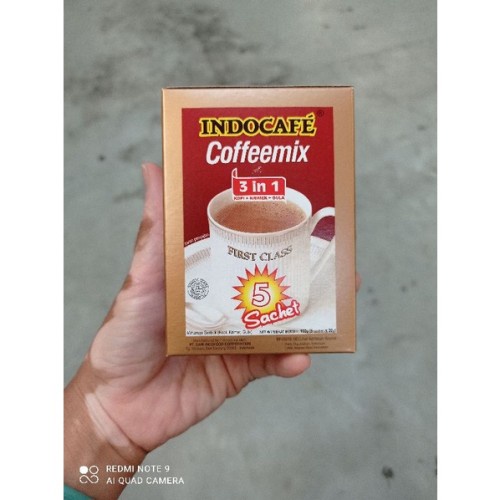 INDOCAFÉ®
Coffeemix
3 in 1
KOPI • KRIMER • GULA
FIRST CLASS
5
Sachet
REDMI NOTE 9
AI QUAD CAMERA